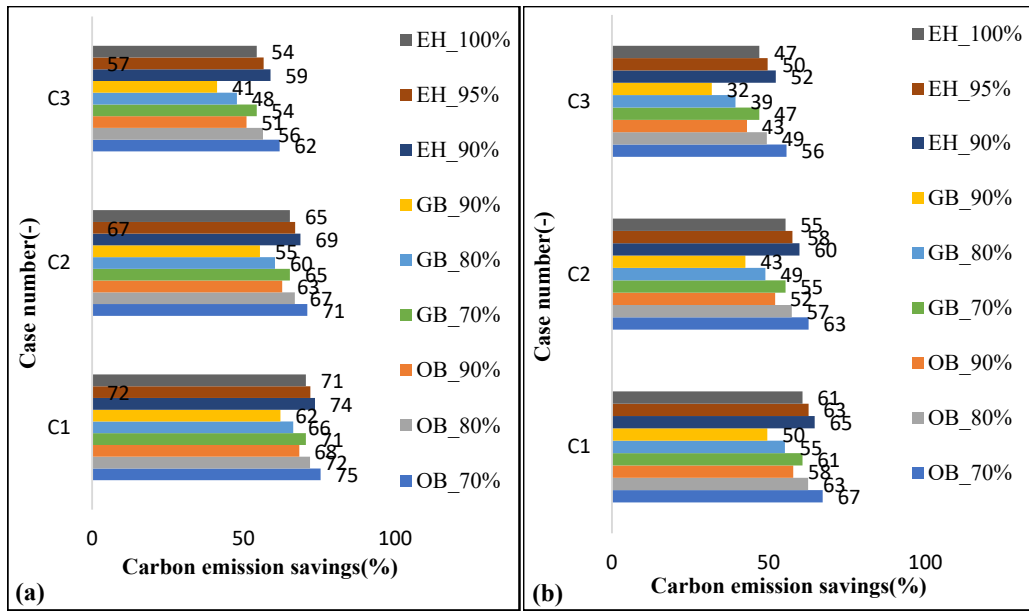 (a)
Case number(-)
C3
54
57
59
41
48
54
51
56
62
C2
65
67
69
55
60
65
63
67
71
C1
71
72
74
62
66
71
68
72
75
0
50
100
Carbon emission savings(%)
EH_100%
EH_95%
EH_90%
GB_90%
GB_80%
GB_70%
OB_90%
OB_80%
OB_70%
(b)
Case number(-)
C3
47
50
52
32
39
47
43
49
56
C2
55
58
60
43
49
55
52
57
63
C1
61
63
65
50
55
61
58
63
67
0
50
100
Carbon emission savings(%)
EH_100%
EH_95%
EH_90%
GB_90%
GB_80%
GB_70%
OB_90%
OB_80%
OB_70%